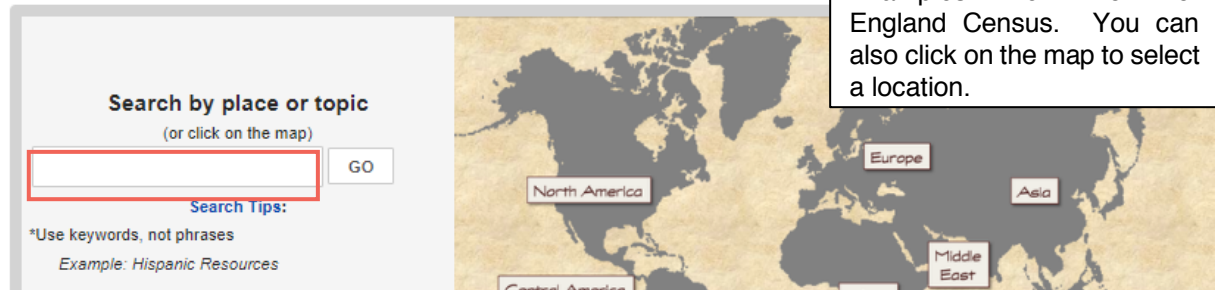 England Census. You can
also click on the map to select
a location.
Search by place or topic
(or click on the map)
GO
Search Tips:
*Use keywords, not phrases
Example: Hispanic Resources
North America
Europe
Asia
Middle
East
Central America